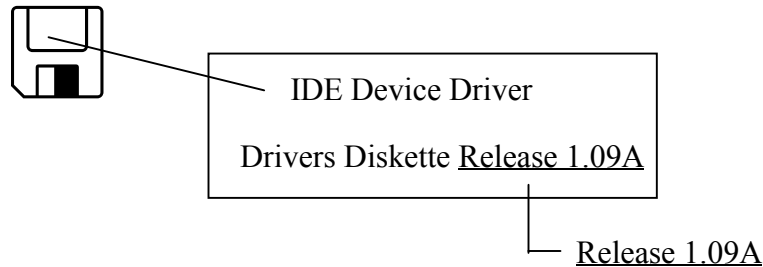 IDE Device Driver
Drivers Diskette Release 1.09A
Release 1.09A